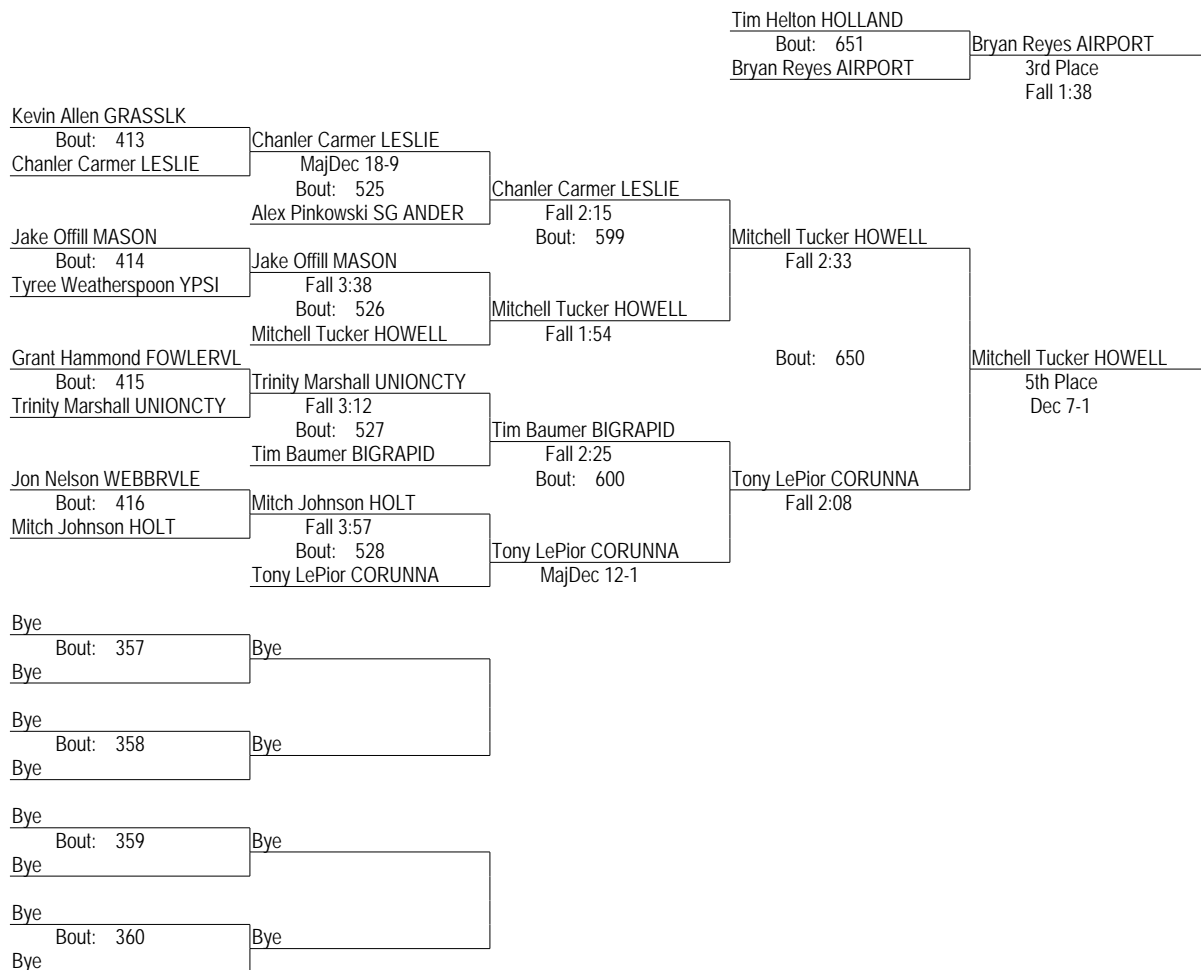 Tim Helton HOLLAND
Bout: 651
Bryan Reyes AIRPORT
Bryan Reyes AIRPORT
3rd Place
Fall 1:38
Kevin Allen GRASSLK
Bout: 413
Chanler Carmer LESLIE
Chanler Carmer LESLIE
MajDec 18-9
Bout: 525
Alex Pinkowski SG ANDER
Chanler Carmer LESLIE
Fall 2:15
Bout: 599
Jake Offill MASON
Bout: 414
Tyree Weatherspoon YPSI
Jake Offill MASON
Fall 3:38
Bout: 526
Mitchell Tucker HOWELL
Mitchell Tucker HOWELL
Fall 1:54
Mitchell Tucker HOWELL
Fall 2:33
Grant Hammond FOWLERVL
Bout: 415
Trinity Marshall UNIONCTY
Trinity Marshall UNIONCTY
Fall 3:12
Bout: 527
Tim Baumer BIGRAPID
Tim Baumer BIGRAPID
Fall 2:25
Bout: 600
Bout: 650
Mitchell Tucker HOWELL
5th Place
Dec 7-1
Jon Nelson WEBBRVLE
Bout: 416
Mitch Johnson HOLT
Mitch Johnson HOLT
Fall 3:57
Bout: 528
Tony LePior CORUNNA
Tony LePior CORUNNA
MajDec 12-1
Tony LePior CORUNNA
Fall 2:08
Bye
Bout: 357
Bye
Bye
Bye
Bout: 358
Bye
Bye
Bye
Bout: 359
Bye
Bye
Bye
Bout: 360
Bye
Bye